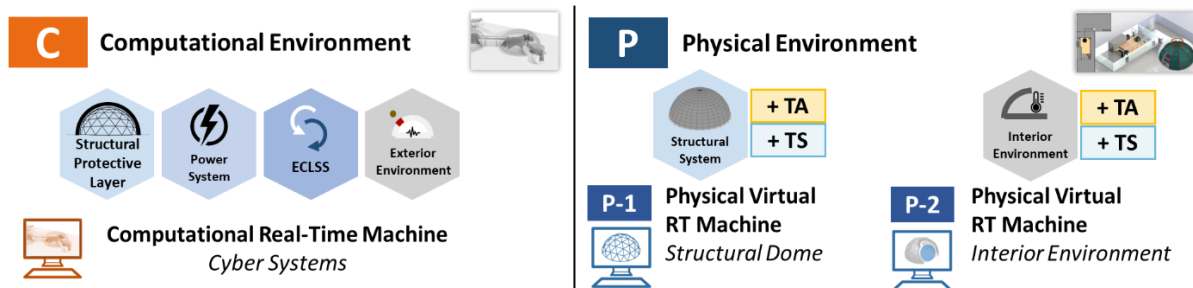 C
Computational Environment
Structural
Protective
Layer
Power
System
ECLSS
Exterior
Environment
Computational Real-Time Machine
Cyber Systems
P
Physical Environment
Structural
System
+ TA
+ TS
Interior
Environment
+ TA
+ TS
P-1
Physical Virtual
RT Machine
Structural Dome
P-2
Physical Virtual
RT Machine
Interior Environment